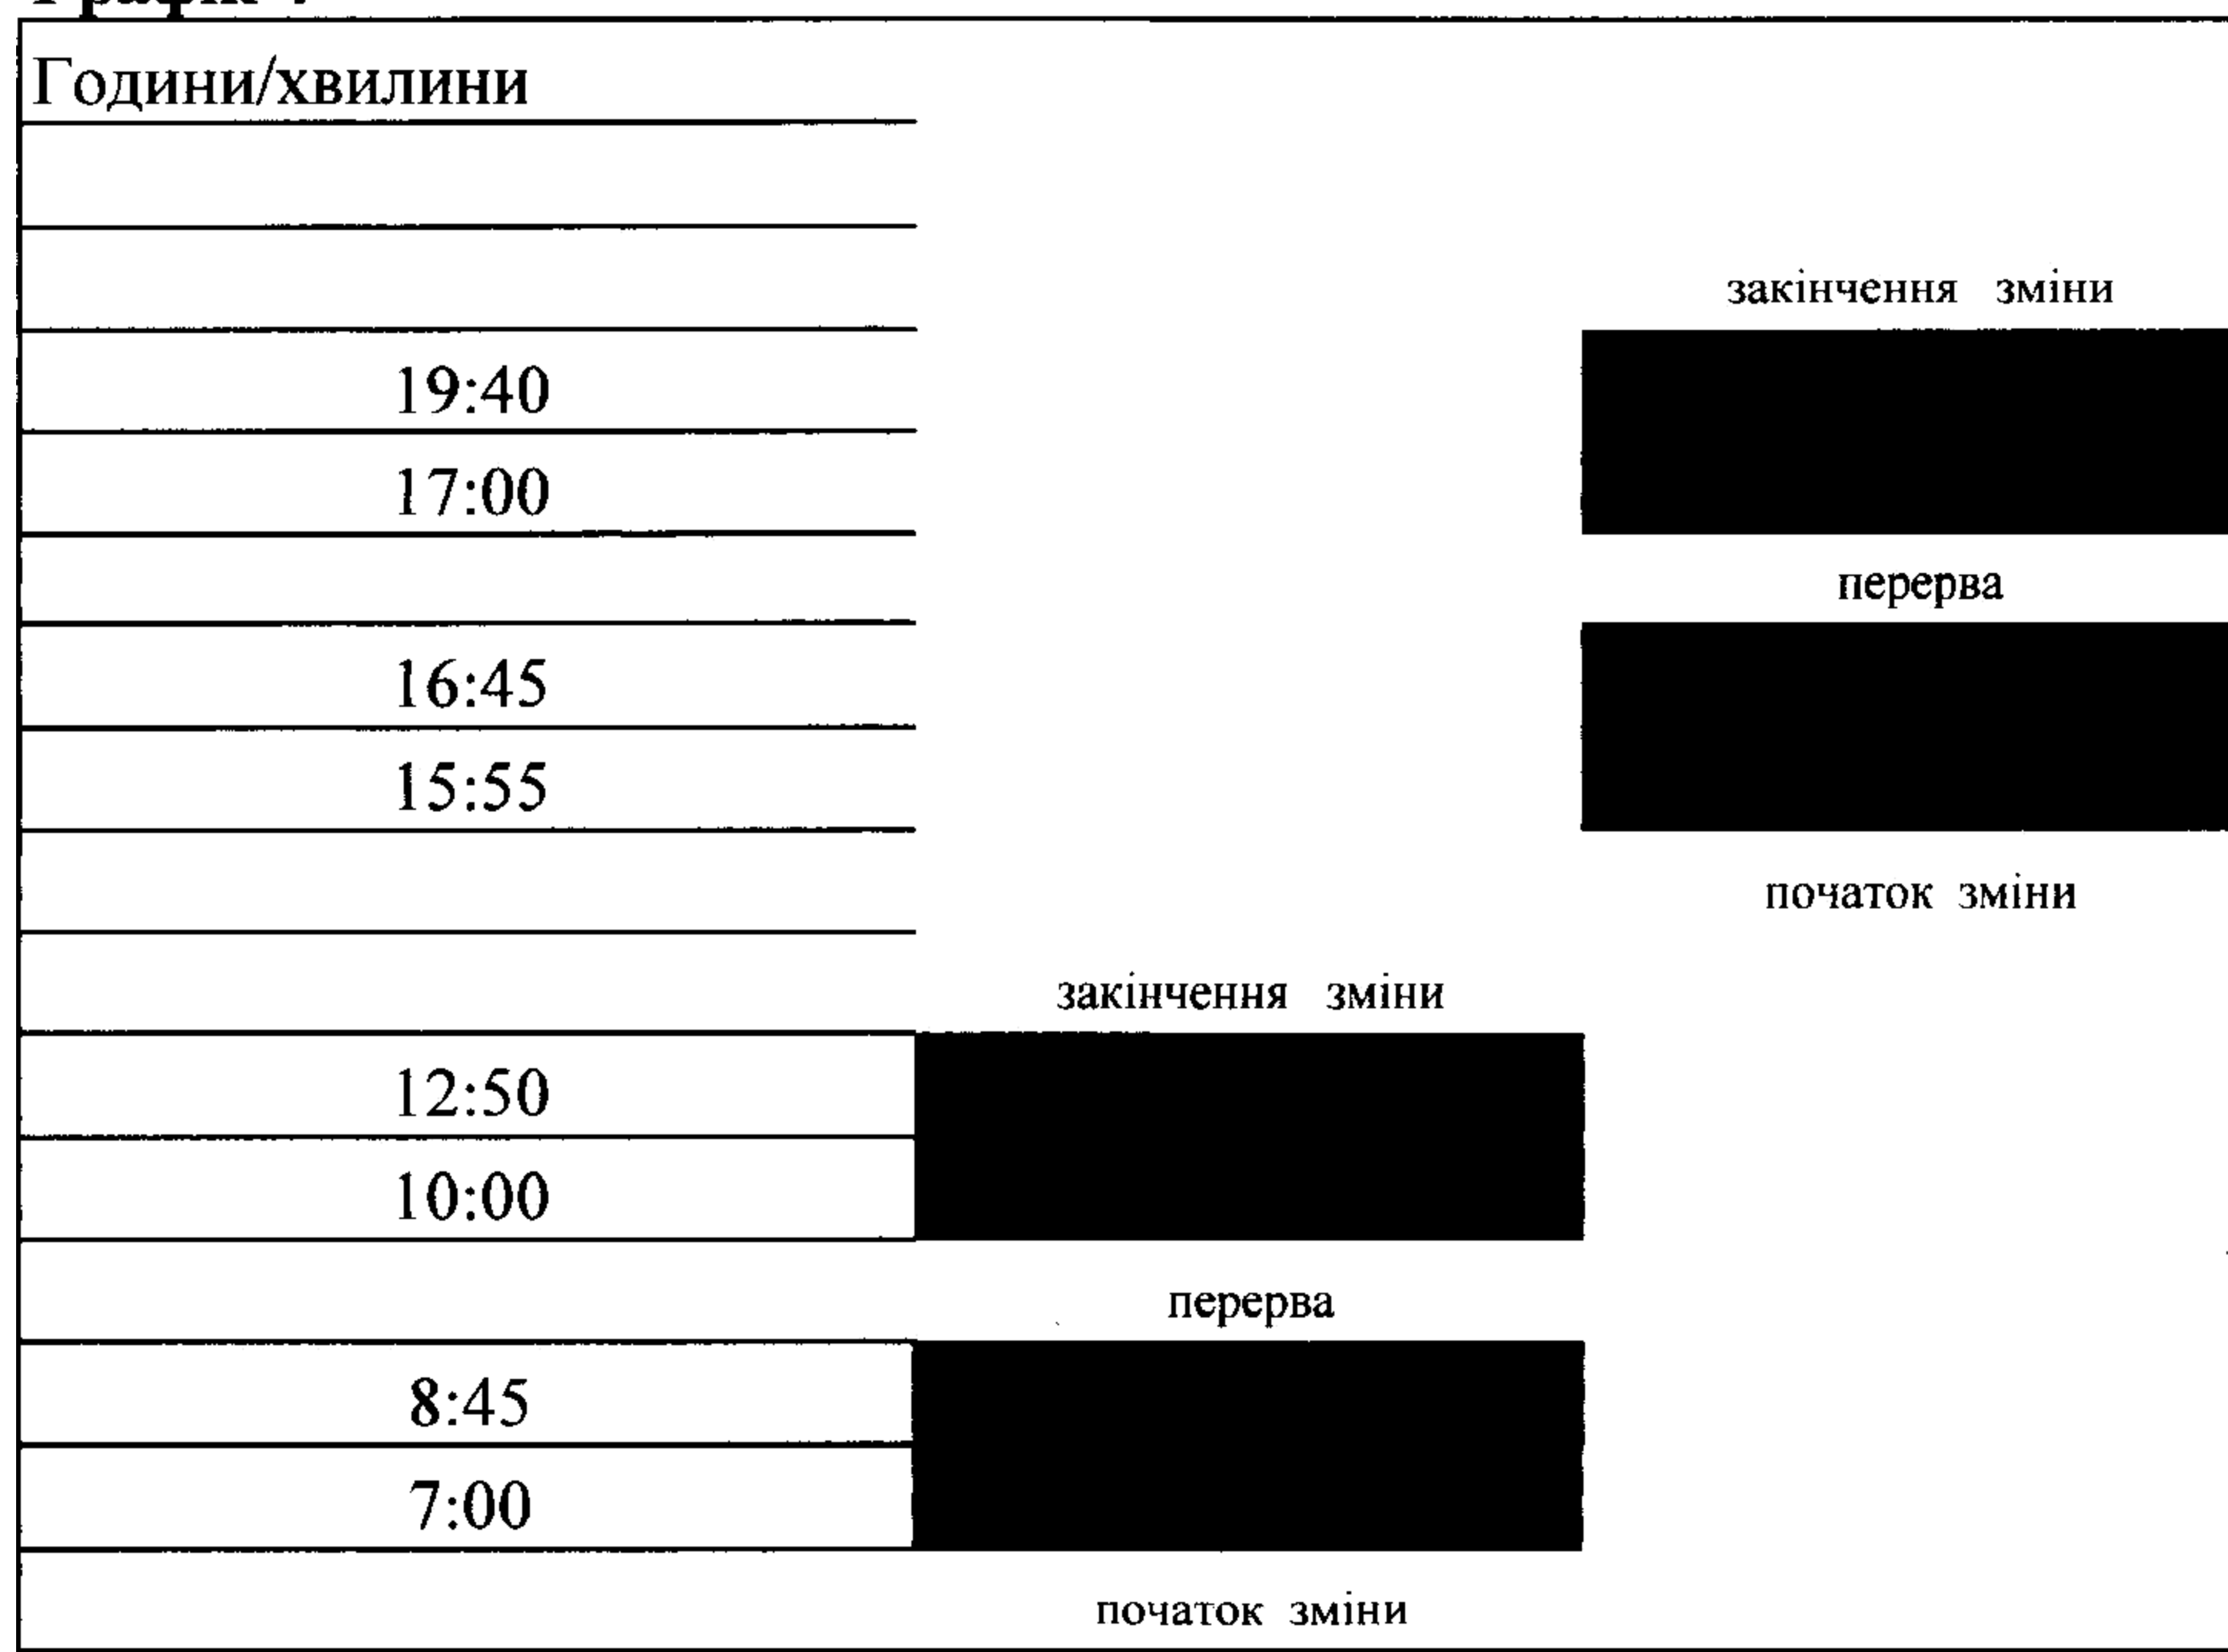 Години/хвилини
закінчення зміни
19:40
17:00
перерва
16:45
15:55
початок зміни
закінчення зміни
12:50
10:00
перерва
8:45
7:00
початок зміни